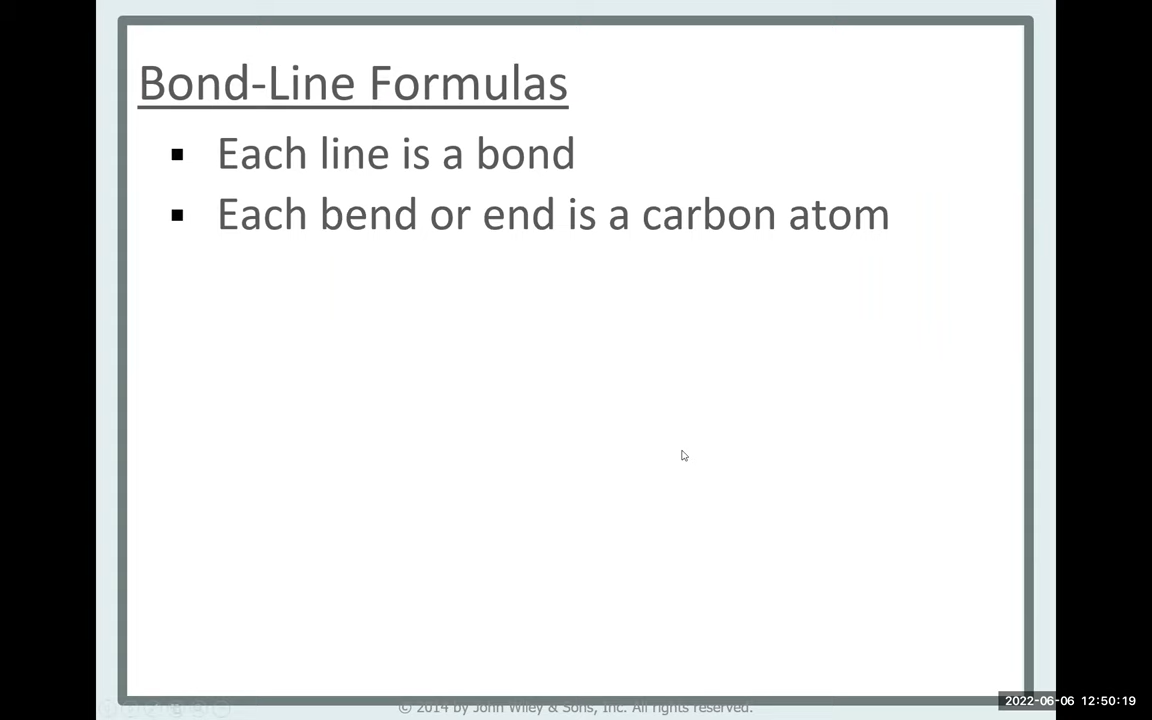 Bond-Line Formulas
▪ Each line is a bond
▪ Each bend or end is a carbon atom
© 2014 by John Wiley & Sons, Inc. All rights reserved.
2022-06-06 12:50:19